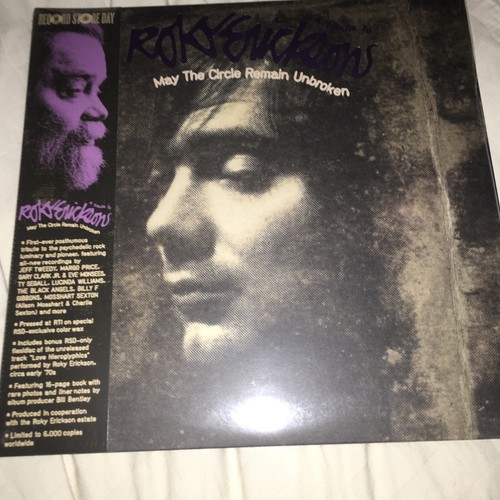 RECORD STORE DAY
Roky Erickson
May The Circle Remain Unbroken
Roky Erickson
May The Circle Remain Unbroken
• First-ever posthumous
tribute to the psychedelic rock
luminary and pioneer, featuring
all-new recordings by
JEFF TWEEDY, MARGO PRICE,
GARY CLARK JR. & EVE MONSEES,
TY SEGALL, LUCINDA WILLIAMS,
THE BLACK ANGELS, BILLY F
GIBBONS, MOSSHART SEXTON
(Alison Mosshart & Charlie
Sexton) and more
• Pressed at RTI on special
RSD-exclusive color wax
• Includes bonus RSD-only
flexidisc of the unreleased
track "Love Hieroglyphics"
performed by Roky Erickson,
circa early '70s
• Featuring 16-page book with
rare photos and liner notes by
album producer Bill Bentley
• Produced in cooperation
with the Roky Erickson estate
• Limited to 6,000 copies
worldwide